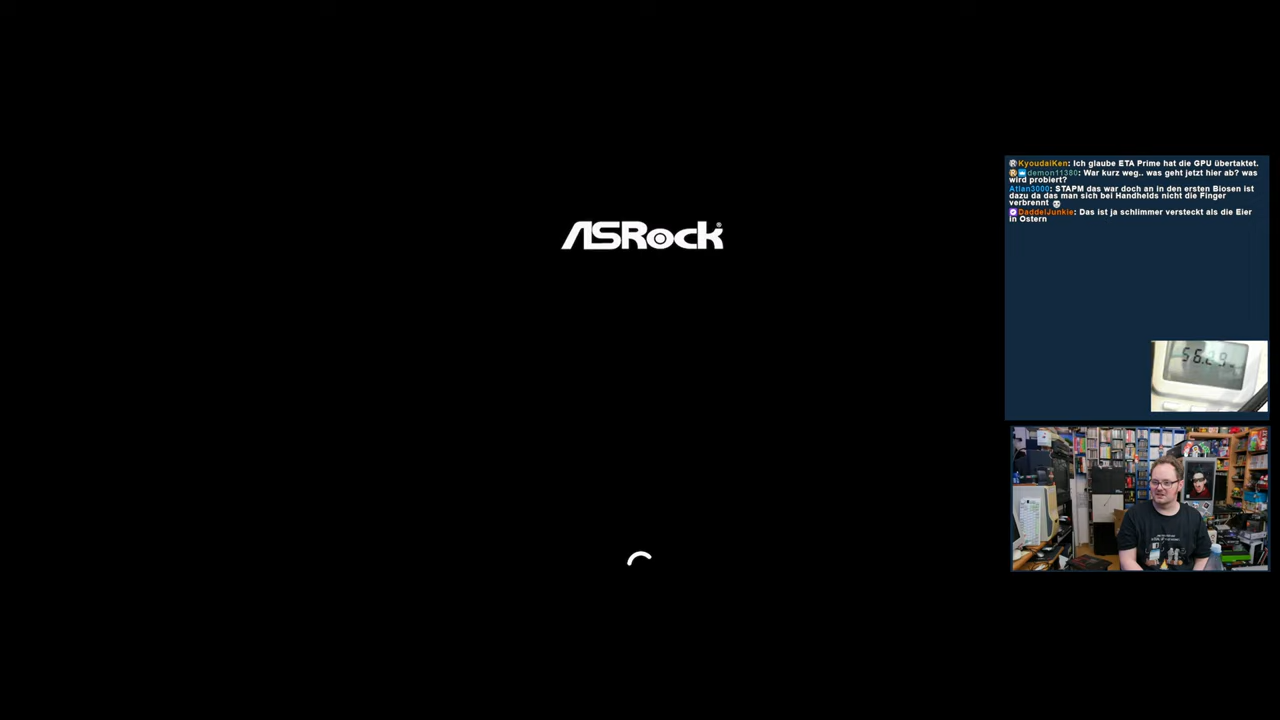 ASRock
KyoudaiKen: Ich glaube ETA Prime hat die GPU übertaktet.
demon11380: War kurz weg.. was geht jetzt hier ab? was
wird probiert?
Atlan3000: STAPM das war doch an in den ersten Biosen ist
dazu da das man sich bei Handhelds nicht die Finger
verbrennt
DaddelJunkie: Das ist ja schlimmer versteckt als die Eier
in Ostern
56.29